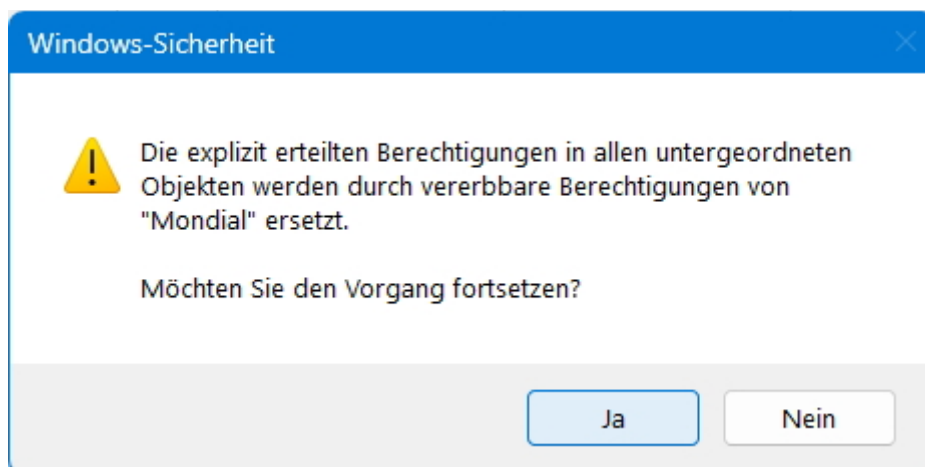 Windows-Sicherheit
Die explizit erteilten Berechtigungen in allen untergeordneten
Objekten werden durch vererbbare Berechtigungen von
"Mondial" ersetzt.
Möchten Sie den Vorgang fortsetzen?
Ja
Nein